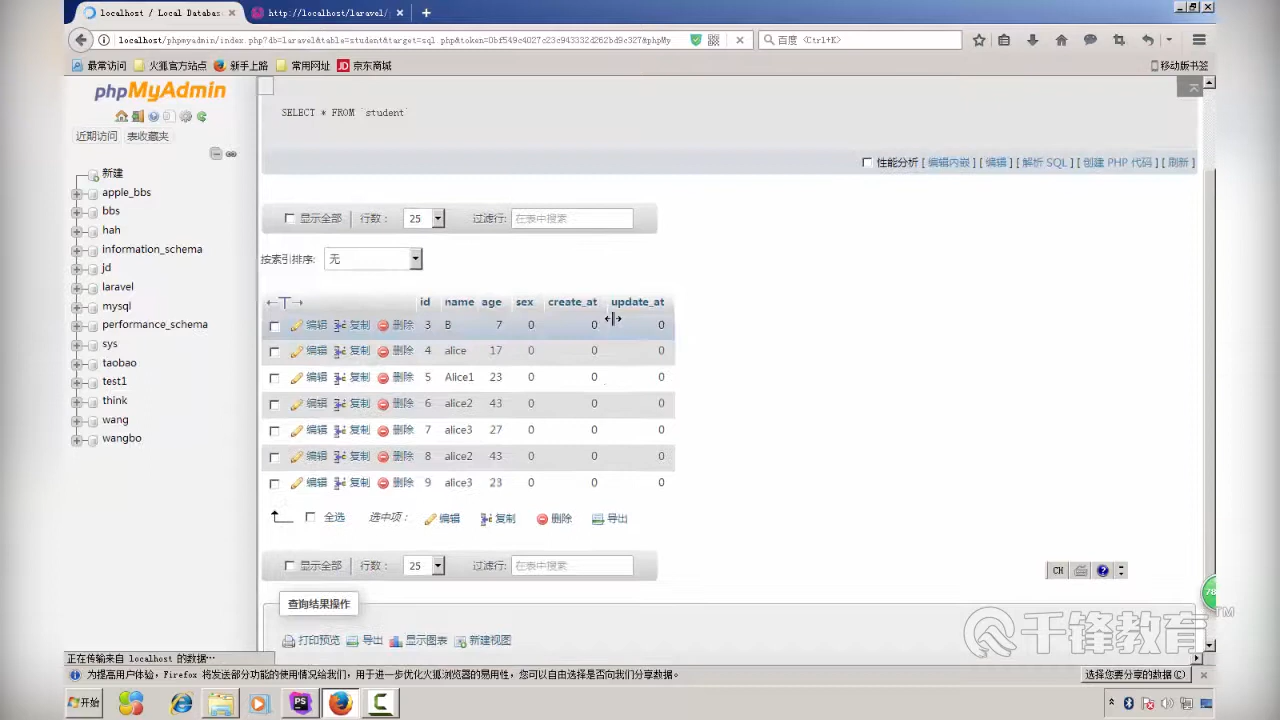 localhost / Local Databas
http://localhost/laravel/
localhost/phpmyadmin/index.php?db=laravel&table=student&target=sql.php&token=0bf549c4027c23c943332d262bd9c327#phpMy
百度 <Ctrl+K>
最常访问 火狐官方站点 新手上路 常用网址 JD 京东商城 移动版书签
phpMyAdmin
近期访问 表收藏夹
新建
apple_bbs
bbs
hah
information_schema
jd
laravel
mysql
performance_schema
sys
taobao
test1
think
wang
wangbo
SELECT * FROM `student`
性能分析 [ 编辑内嵌 ] [ 编辑 ] [ 解析 SQL ] [ 创建 PHP 代码 ] [ 刷新 ]
显示全部 行数： 25 过滤行: 在表中搜索
按索引排序: 无
id name age sex create_at update_at
编辑 复制 删除 3 B 7 0 0 0
编辑 复制 删除 4 alice 17 0 0 0
编辑 复制 删除 5 Alice1 23 0 0 0
编辑 复制 删除 6 alice2 43 0 0 0
编辑 复制 删除 7 alice3 27 0 0 0
编辑 复制 删除 8 alice2 43 0 0 0
编辑 复制 删除 9 alice3 23 0 0 0
全选 选中项： 编辑 复制 删除 导出
显示全部 行数： 25 过滤行: 在表中搜索
CH
78
查询结果操作
打印预览 导出 显示图表 新建视图
千锋教育 TM
正在传输来自 localhost 的数据…
为提高用户体验，Firefox 将发送部分功能的使用情况给我们，用于进一步优化火狐浏览器的易用性，您可以自由选择是否向我们分享数据。 选择您要分享的数据(C)
开始 PS